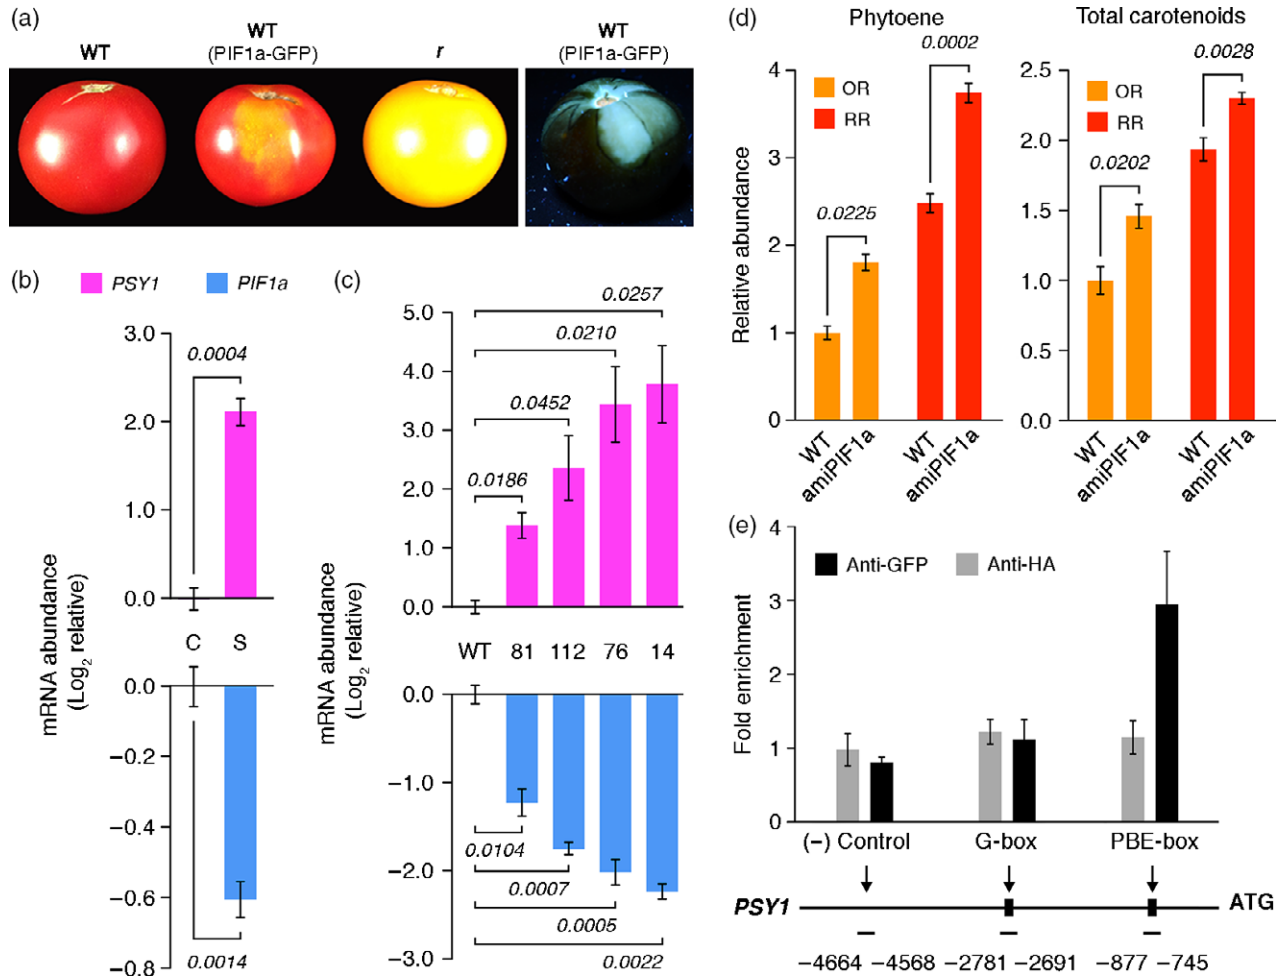 (a)
WT
WT
(PIF1a-GFP)
r
WT
(PIF1a-GFP)
(b)
PSY1
PIF1a
mRNA abundance
(Log2 relative)
3.0
2.0
1.0
0.0
0.0004
C
S
0.0
−0.2
−0.4
−0.6
−0.8
0.0014
(c)
mRNA abundance
(Log2 relative)
5.0
4.0
3.0
2.0
1.0
0.0
0.0257
0.0210
0.0452
0.0186
WT
81
112
76
14
0.0
−1.0
−2.0
−3.0
0.0104
0.0007
0.0005
0.0022
(d)
Phytoene
Relative abundance
4
3
2
1
0
OR
RR
0.0225
0.0002
WT
amiPIF1a
WT
amiPIF1a
Total carotenoids
2.5
2.0
1.5
1.0
0.5
0.0
OR
RR
0.0202
0.0028
WT
amiPIF1a
WT
amiPIF1a
(e)
Fold enrichment
4
3
2
1
0
Anti-GFP
Anti-HA
(−) Control
G-box
PBE-box
PSY1
ATG
−4664
−4568
−2781
−2691
−877
−745